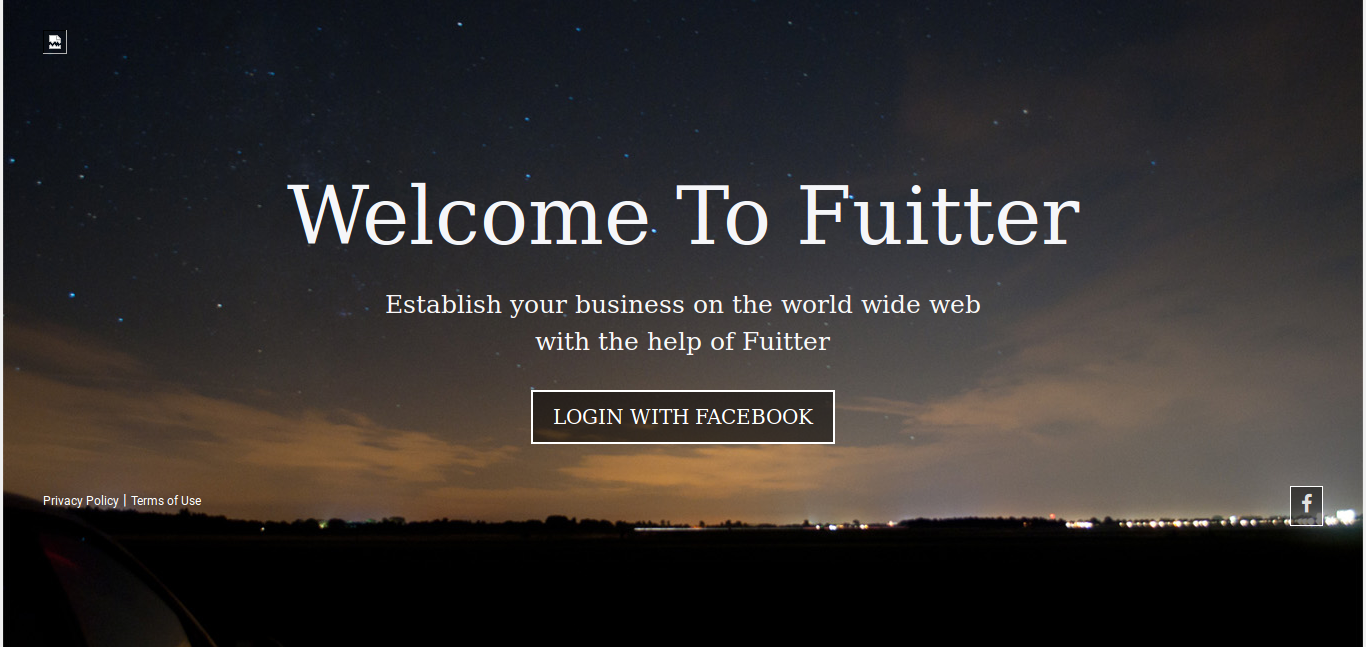 Welcome To Fuitter
Establish your business on the world wide web
with the help of Fuitter
LOGIN WITH FACEBOOK
Privacy Policy | Terms of Use